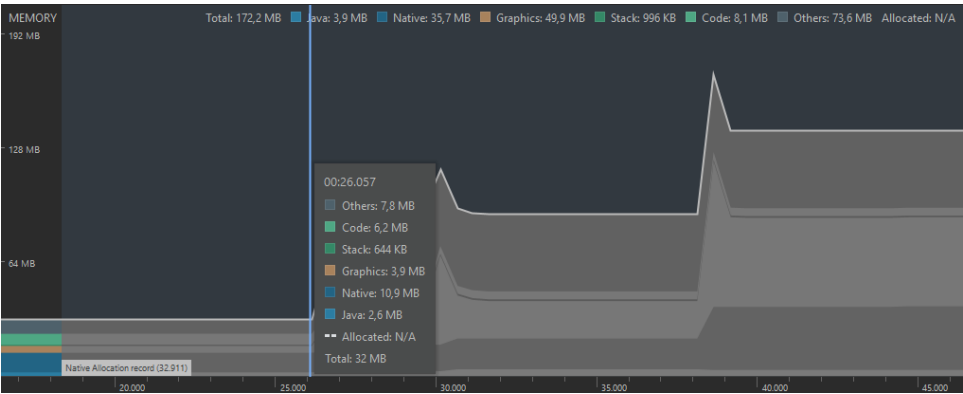 MEMORY Total: 172,2 MB Java: 3,9 MB Native: 35,7 MB Graphics: 49,9 MB Stack: 996 KB Code: 8,1 MB Others: 73,6 MB Allocated: N/A
192 MB
128 MB
64 MB
00:26.057
Others: 7,8 MB
Code: 6,2 MB
Stack: 644 KB
Graphics: 3,9 MB
Native: 10,9 MB
Java: 2,6 MB
Allocated: N/A
Total: 32 MB
Native Allocation record (32.911)
20.000 25.000 30.000 35.000 40.000 45.000